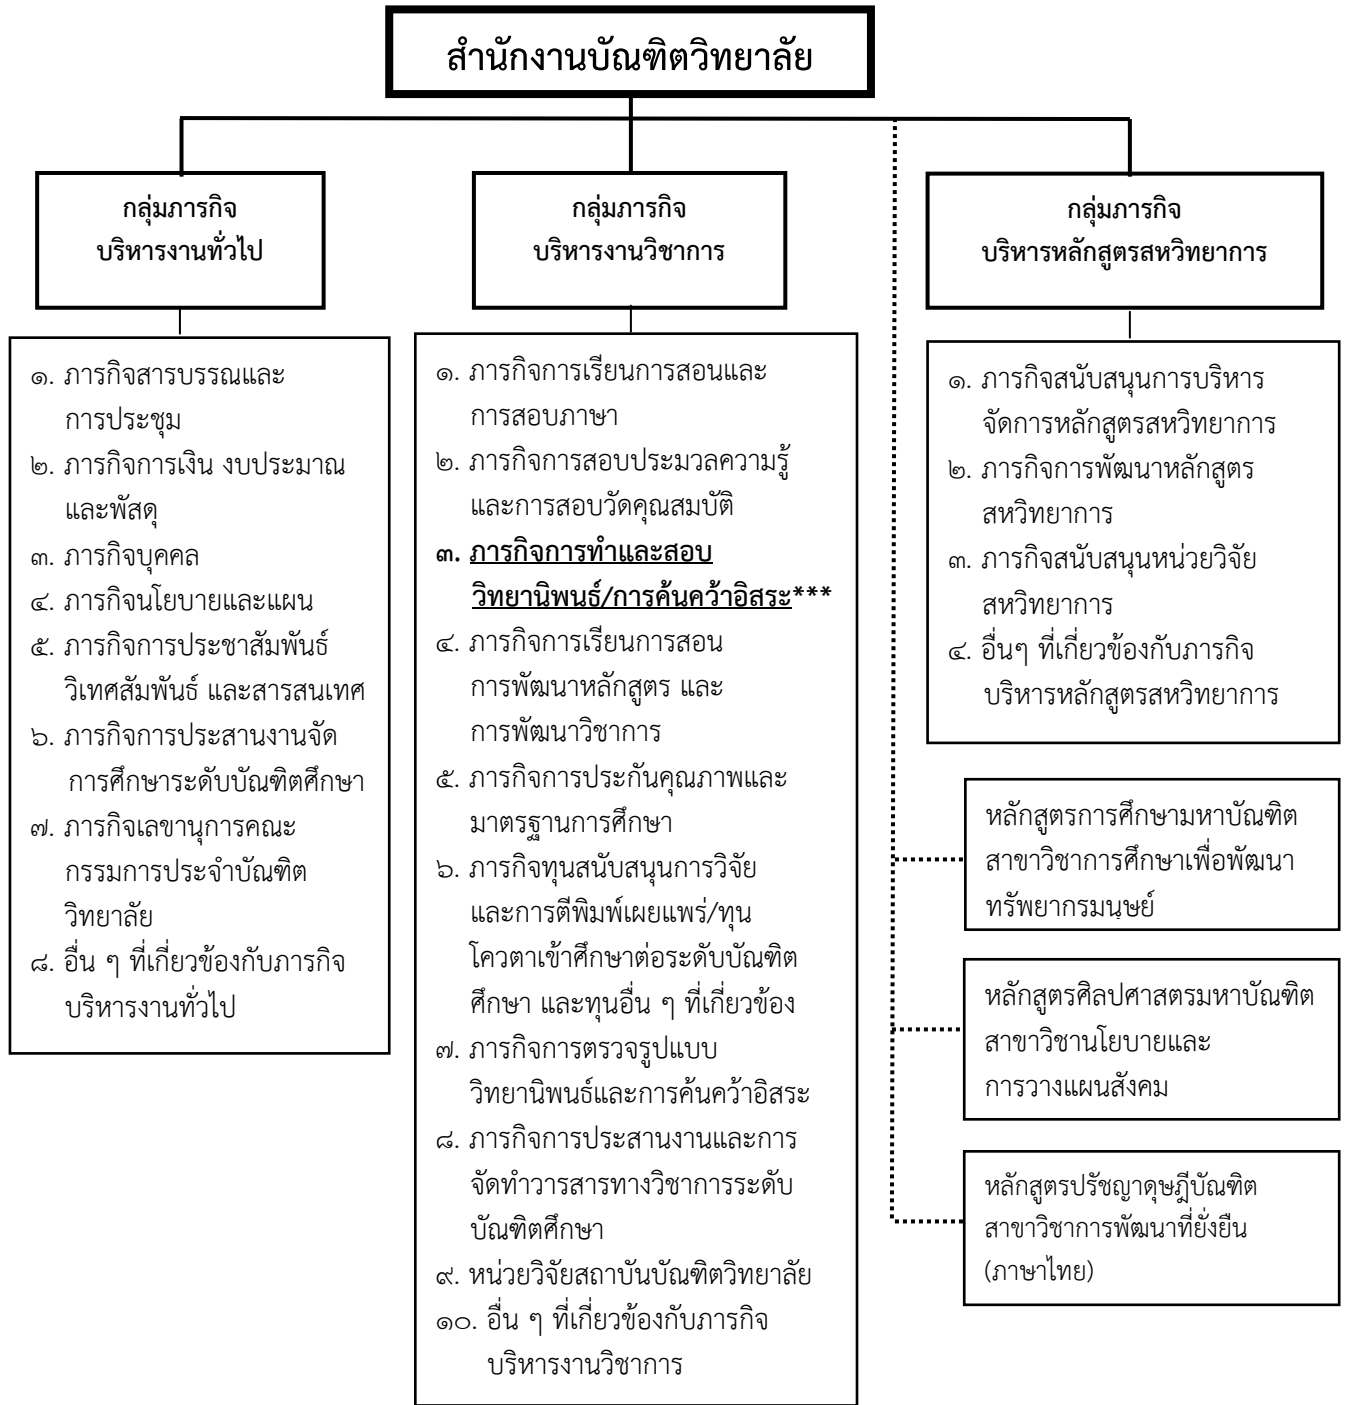 สำนักงานบัณฑิตวิทยาลัย
กลุ่มภารกิจ
บริหารงานทั่วไป
๑. ภารกิจสารบรรณและ
การประชุม
๒. ภารกิจการเงิน งบประมาณ
และพัสดุ
๓. ภารกิจบุคคล
๔. ภารกิจนโยบายและแผน
๕. ภารกิจการประชาสัมพันธ์
วิเทศสัมพันธ์ และสารสนเทศ
๖. ภารกิจการประสานงานจัด
การศึกษาระดับบัณฑิตศึกษา
๗. ภารกิจเลขานุการคณะ
กรรมการประจำบัณฑิต
วิทยาลัย
๘. อื่น ๆ ที่เกี่ยวข้องกับภารกิจ
บริหารงานทั่วไป
กลุ่มภารกิจ
บริหารงานวิชาการ
๑. ภารกิจการเรียนการสอนและ
การสอบภาษา
๒. ภารกิจการสอบประมวลความรู้
และการสอบวัดคุณสมบัติ
๓. ภารกิจการทำและสอบ
วิทยานิพนธ์/การค้นคว้าอิสระ***
๔. ภารกิจการเรียนการสอน
การพัฒนาหลักสูตร และ
การพัฒนาวิชาการ
๕. ภารกิจการประกันคุณภาพและ
มาตรฐานการศึกษา
๖. ภารกิจทุนสนับสนุนการวิจัย
และการตีพิมพ์เผยแพร่/ทุน
โควตาเข้าศึกษาต่อระดับบัณฑิต
ศึกษา และทุนอื่น ๆ ที่เกี่ยวข้อง
๗. ภารกิจการตรวจรูปแบบ
วิทยานิพนธ์และการค้นคว้าอิสระ
๘. ภารกิจการประสานงานและการ
จัดทำวารสารทางวิชาการระดับ
บัณฑิตศึกษา
๙. หน่วยวิจัยสถาบันบัณฑิตวิทยาลัย
๑๐. อื่น ๆ ที่เกี่ยวข้องกับภารกิจ
บริหารงานวิชาการ
กลุ่มภารกิจ
บริหารหลักสูตรสหวิทยาการ
๑. ภารกิจสนับสนุนการบริหาร
จัดการหลักสูตรสหวิทยาการ
๒. ภารกิจการพัฒนาหลักสูตร
สหวิทยาการ
๓. ภารกิจสนับสนุนหน่วยวิจัย
สหวิทยาการ
๔. อื่นๆ ที่เกี่ยวข้องกับภารกิจ
บริหารหลักสูตรสหวิทยาการ
หลักสูตรการศึกษามหาบัณฑิต
สาขาวิชาการศึกษาเพื่อพัฒนา
ทรัพยากรมนุษย์
หลักสูตรศิลปศาสตรมหาบัณฑิต
สาขาวิชานโยบายและ
การวางแผนสังคม
หลักสูตรปรัชญาดุษฎีบัณฑิต
สาขาวิชาการพัฒนาที่ยั่งยืน
(ภาษาไทย)